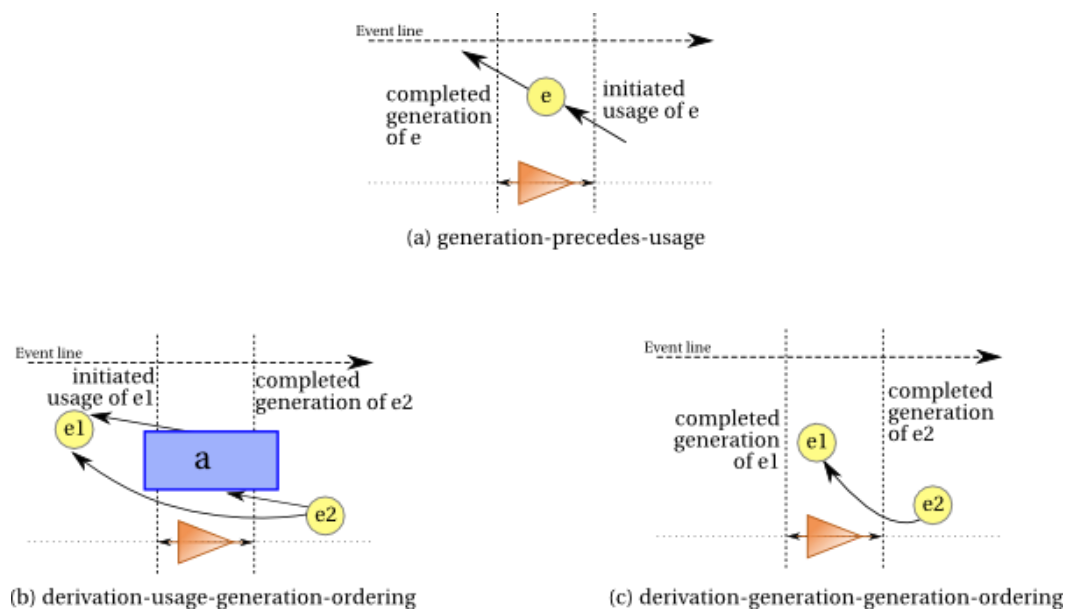 Event line
completed
generation
of e
e
initiated
usage of e
(a) generation-precedes-usage
Event line
initiated
usage of e1
completed
generation of e2
e1
a
e2
(b) derivation-usage-generation-ordering
Event line
completed
generation
of e1
completed
generation
of e2
e1
e2
(c) derivation-generation-generation-ordering